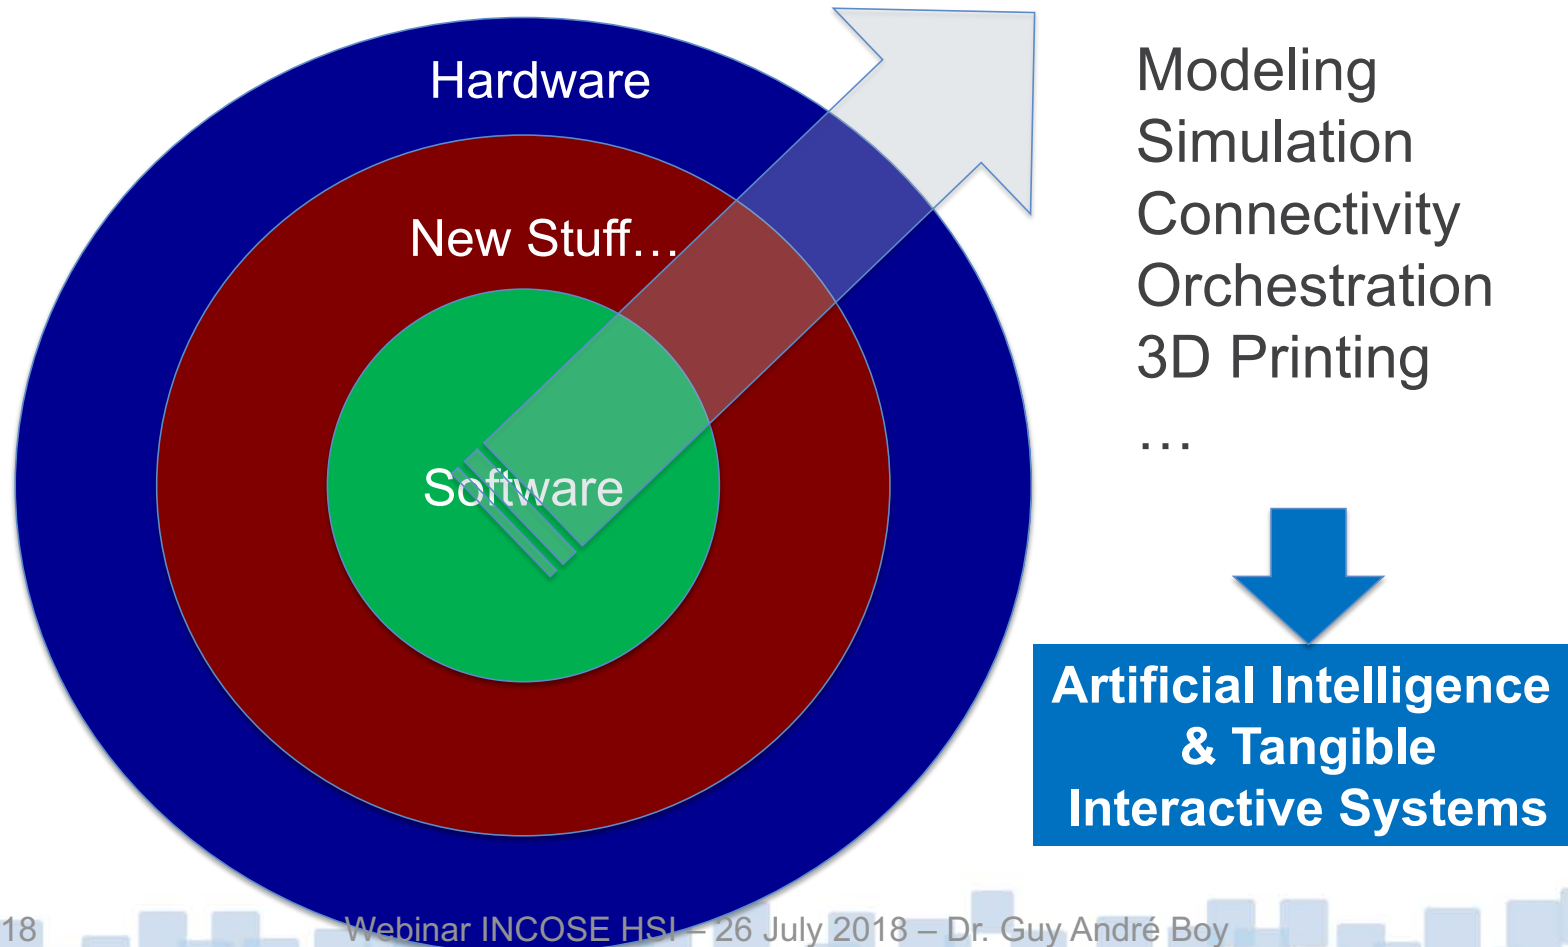 Hardware
New Stuff…
Software
Modeling
Simulation
Connectivity
Orchestration
3D Printing
…
Artificial Intelligence
& Tangible
Interactive Systems
18
Webinar INCOSE HSI – 26 July 2018 – Dr. Guy André Boy